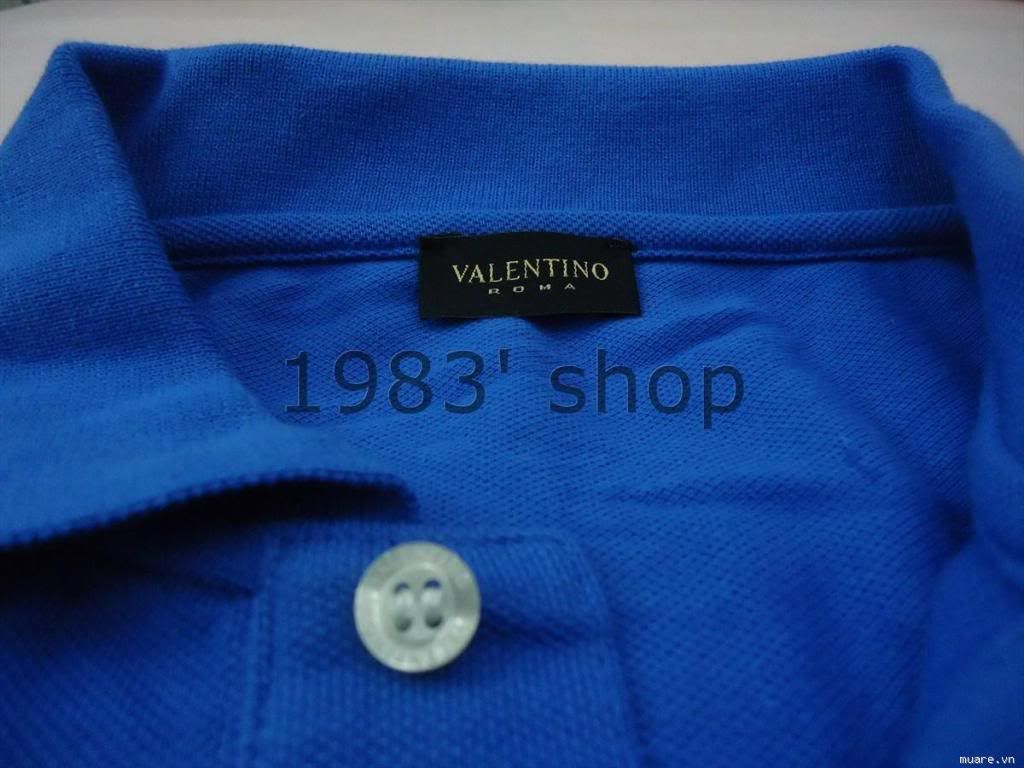 VALENTINO
ROMA
1983' shop
muare.vn